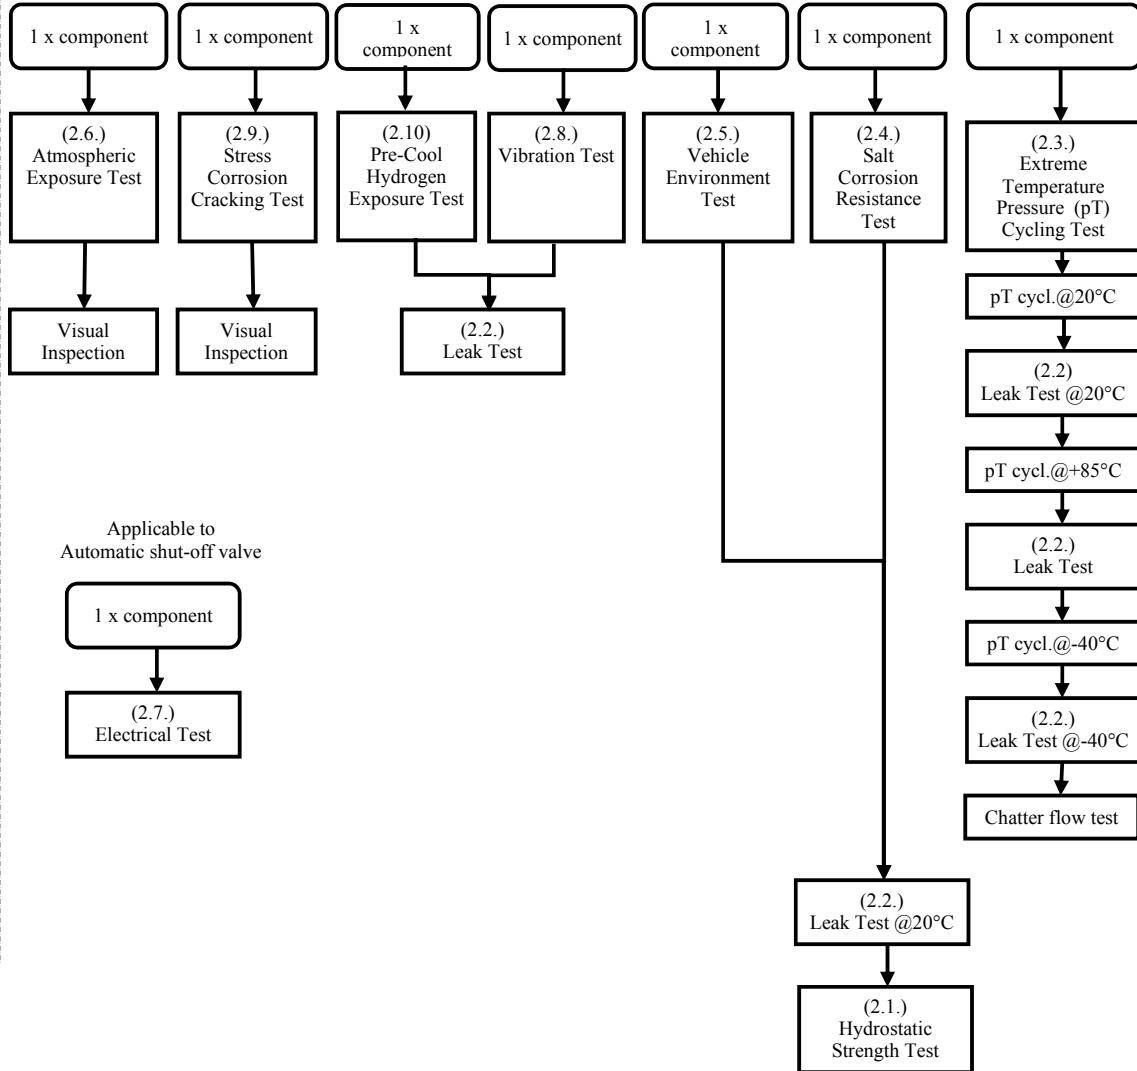 1 x component
1 x component
1 x
component
1 x component
1 x
component
1 x component
1 x component
(2.6.)
Atmospheric
Exposure Test
(2.9.)
Stress
Corrosion
Cracking Test
(2.10)
Pre-Cool
Hydrogen
Exposure Test
(2.8.)
Vibration Test
(2.5.)
Vehicle
Environment
Test
(2.4.)
Salt
Corrosion
Resistance
Test
(2.3.)
Extreme
Temperature
Pressure (pT)
Cycling Test
Visual
Inspection
Visual
Inspection
(2.2.)
Leak Test
pT cycl.@20°C
(2.2)
Leak Test @20°C
pT cycl.@+85°C
(2.2.)
Leak Test
pT cycl.@-40°C
(2.2.)
Leak Test @-40°C
Chatter flow test
Applicable to
Automatic shut-off valve
1 x component
(2.7.)
Electrical Test
(2.2.)
Leak Test @20°C
(2.1.)
Hydrostatic
Strength Test